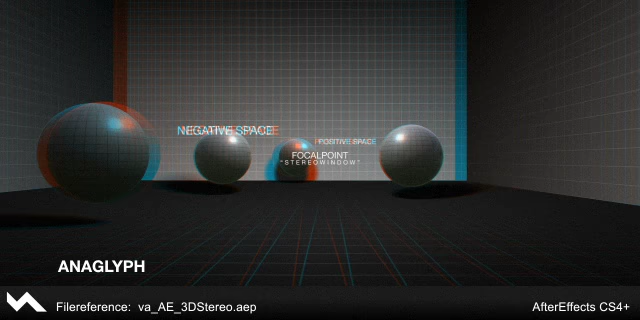 NEGATIVE SPACE
POSITIVE SPACE
FOCALPOINT
"STEREOWINDOW"
ANAGLYPH
Filereference: va_AE_3DStereo.aep
AfterEffects CS4+